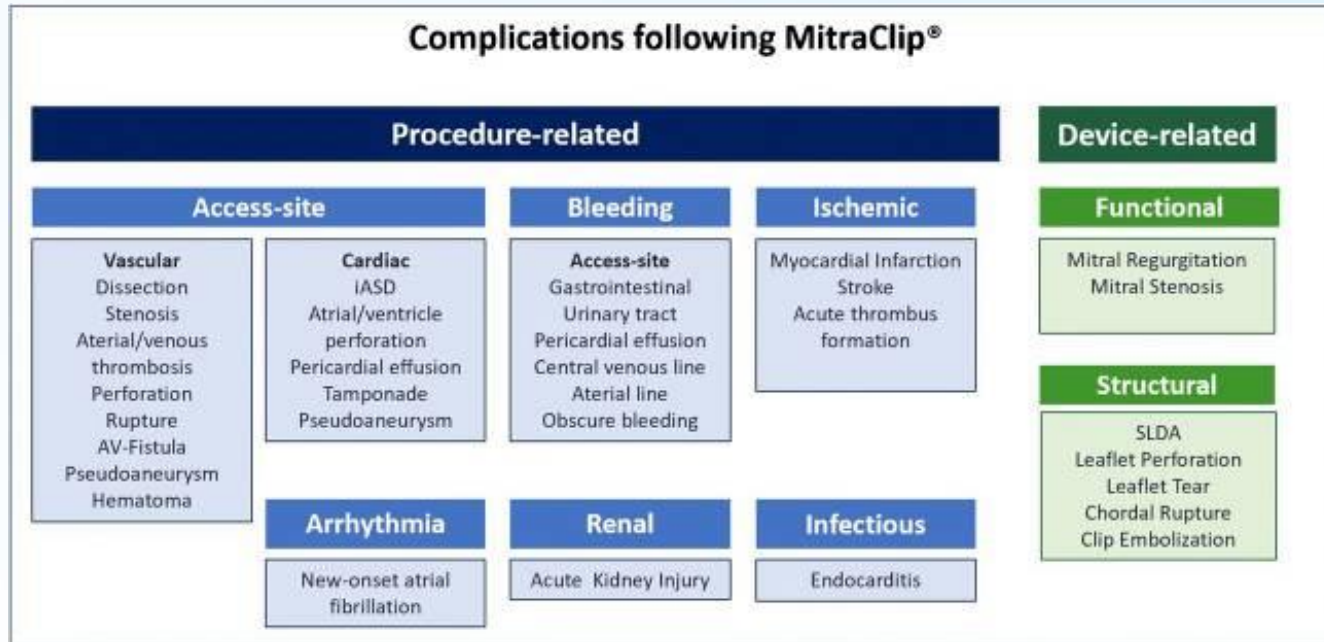 Complications following MitraClip®
Procedure-related
Device-related
Access-site
Vascular
Dissection
Stenosis
Aterial/venous
thrombosis
Perforation
Rupture
AV-Fistula
Pseudoaneurysm
Hematoma
Cardiac
iASD
Atrial/ventricle
perforation
Pericardial effusion
Tamponade
Pseudoaneurysm
Bleeding
Access-site
Gastrointestinal
Urinary tract
Pericardial effusion
Central venous line
Aterial line
Obscure bleeding
Ischemic
Myocardial Infarction
Stroke
Acute thrombus
formation
Functional
Mitral Regurgitation
Mitral Stenosis
Structural
SLDA
Leaflet Perforation
Leaflet Tear
Chordal Rupture
Clip Embolization
Arrhythmia
New-onset atrial
fibrillation
Renal
Acute Kidney Injury
Infectious
Endocarditis